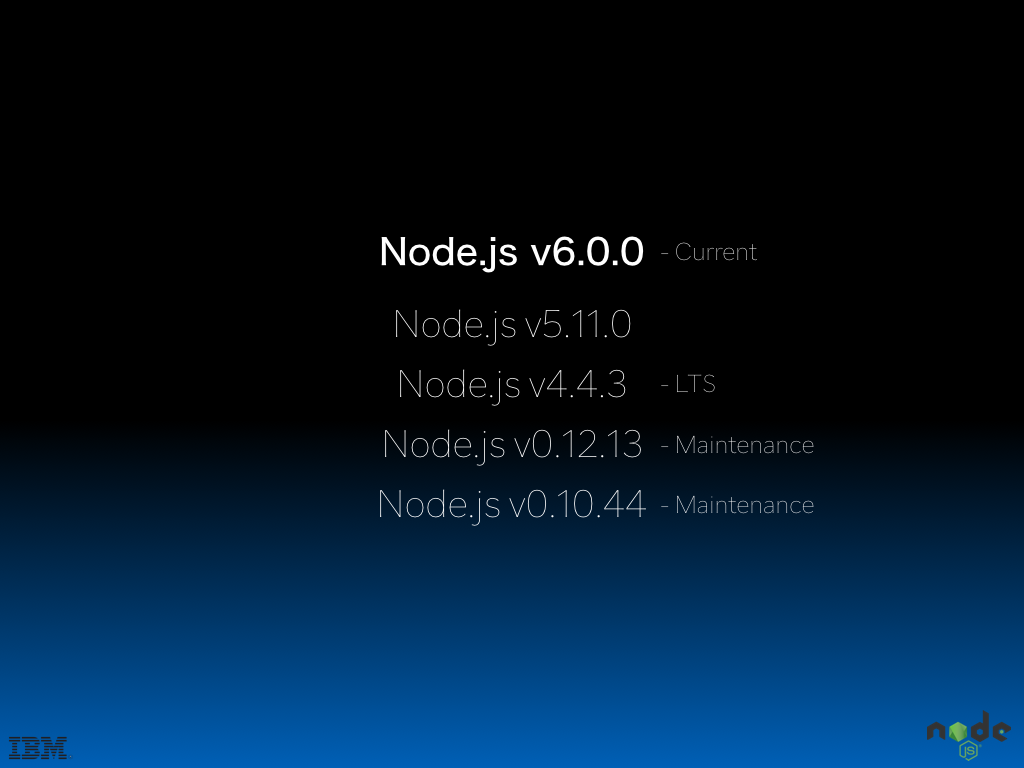 Node.js v6.0.0 - Current
Node.js v5.11.0
Node.js v4.4.3 - LTS
Node.js v0.12.13 - Maintenance
Node.js v0.10.44 - Maintenance
IBM
node
JS